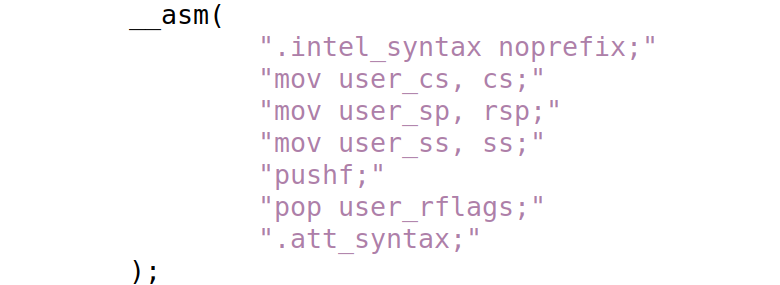 __asm(
".intel_syntax noprefix;"
"mov user_cs, cs;"
"mov user_sp, rsp;"
"mov user_ss, ss;"
"pushf;"
"pop user_rflags;"
".att_syntax;"
);